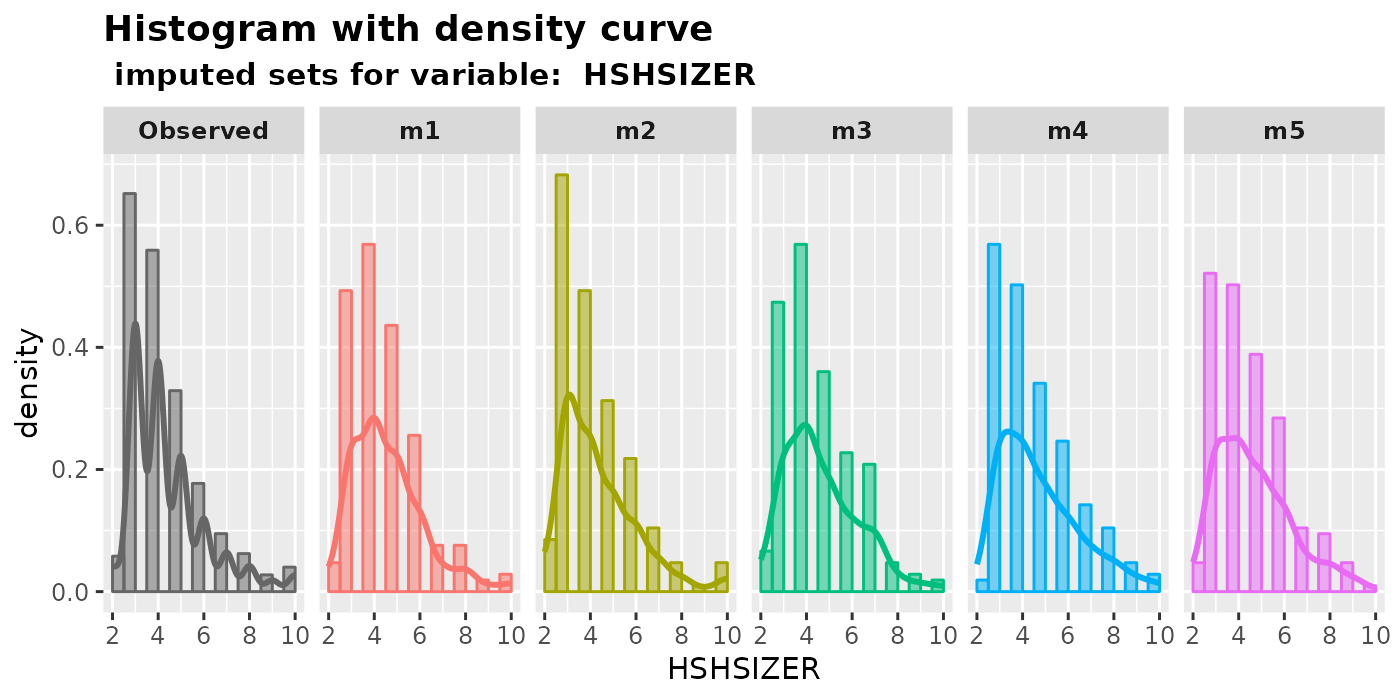 Histogram with density curve
imputed sets for variable:  HSHSIZER
Observed m1 m2 m3 m4 m5
density
0.6
0.4
0.2
0.0
2 4 6 8 10 2 4 6 8 10 2 4 6 8 10 2 4 6 8 10 2 4 6 8 10 2 4 6 8 10
HSHSIZER